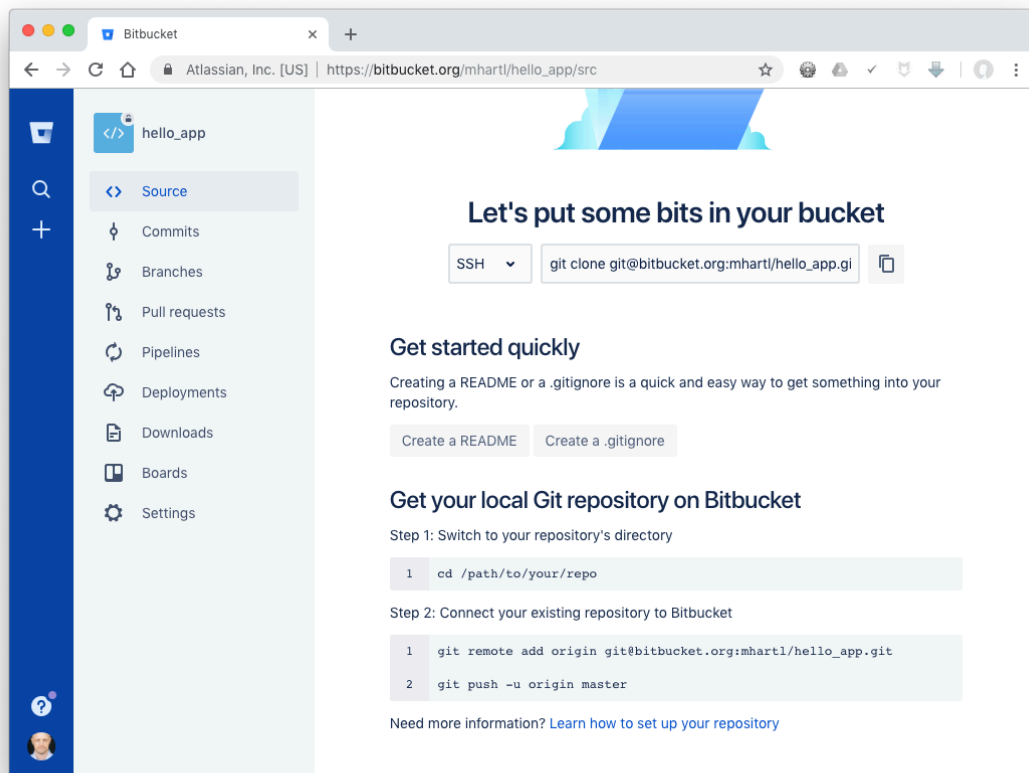 Bitbucket
Atlassian, Inc. [US] | https://bitbucket.org/mhartl/hello_app/src
</> hello_app
Source
Commits
Branches
Pull requests
Pipelines
Deployments
Downloads
Boards
Settings
Let's put some bits in your bucket
SSH git clone git@bitbucket.org:mhartl/hello_app.gi
Get started quickly
Creating a README or a .gitignore is a quick and easy way to get something into your
repository.
Create a README Create a .gitignore
Get your local Git repository on Bitbucket
Step 1: Switch to your repository's directory
1 cd /path/to/your/repo
Step 2: Connect your existing repository to Bitbucket
1 git remote add origin git@bitbucket.org:mhartl/hello_app.git
2 git push -u origin master
Need more information? Learn how to set up your repository